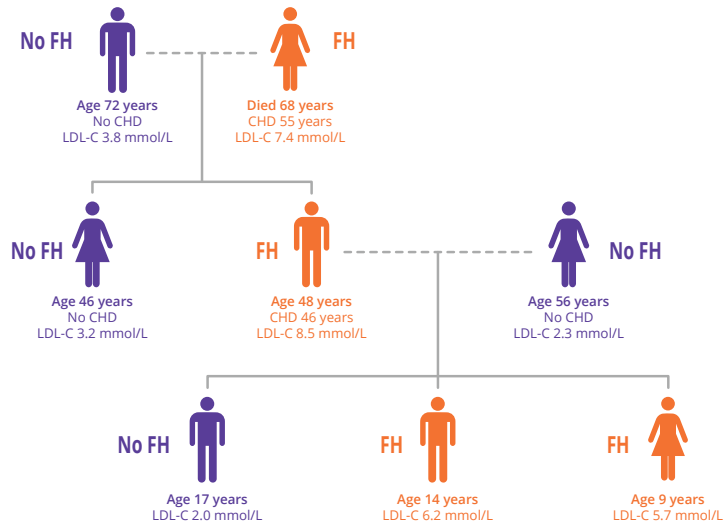 No FH
FH
Age 72 years
No CHD
LDL-C 3.8 mmol/L
Died 68 years
CHD 55 years
LDL-C 7.4 mmol/L
No FH
FH
No FH
Age 46 years
No CHD
LDL-C 3.2 mmol/L
Age 48 years
CHD 46 years
LDL-C 8.5 mmol/L
Age 56 years
No CHD
LDL-C 2.3 mmol/L
No FH
FH
FH
Age 17 years
LDL-C 2.0 mmol/L
Age 14 years
LDL-C 6.2 mmol/L
Age 9 years
LDL-C 5.7 mmol/L